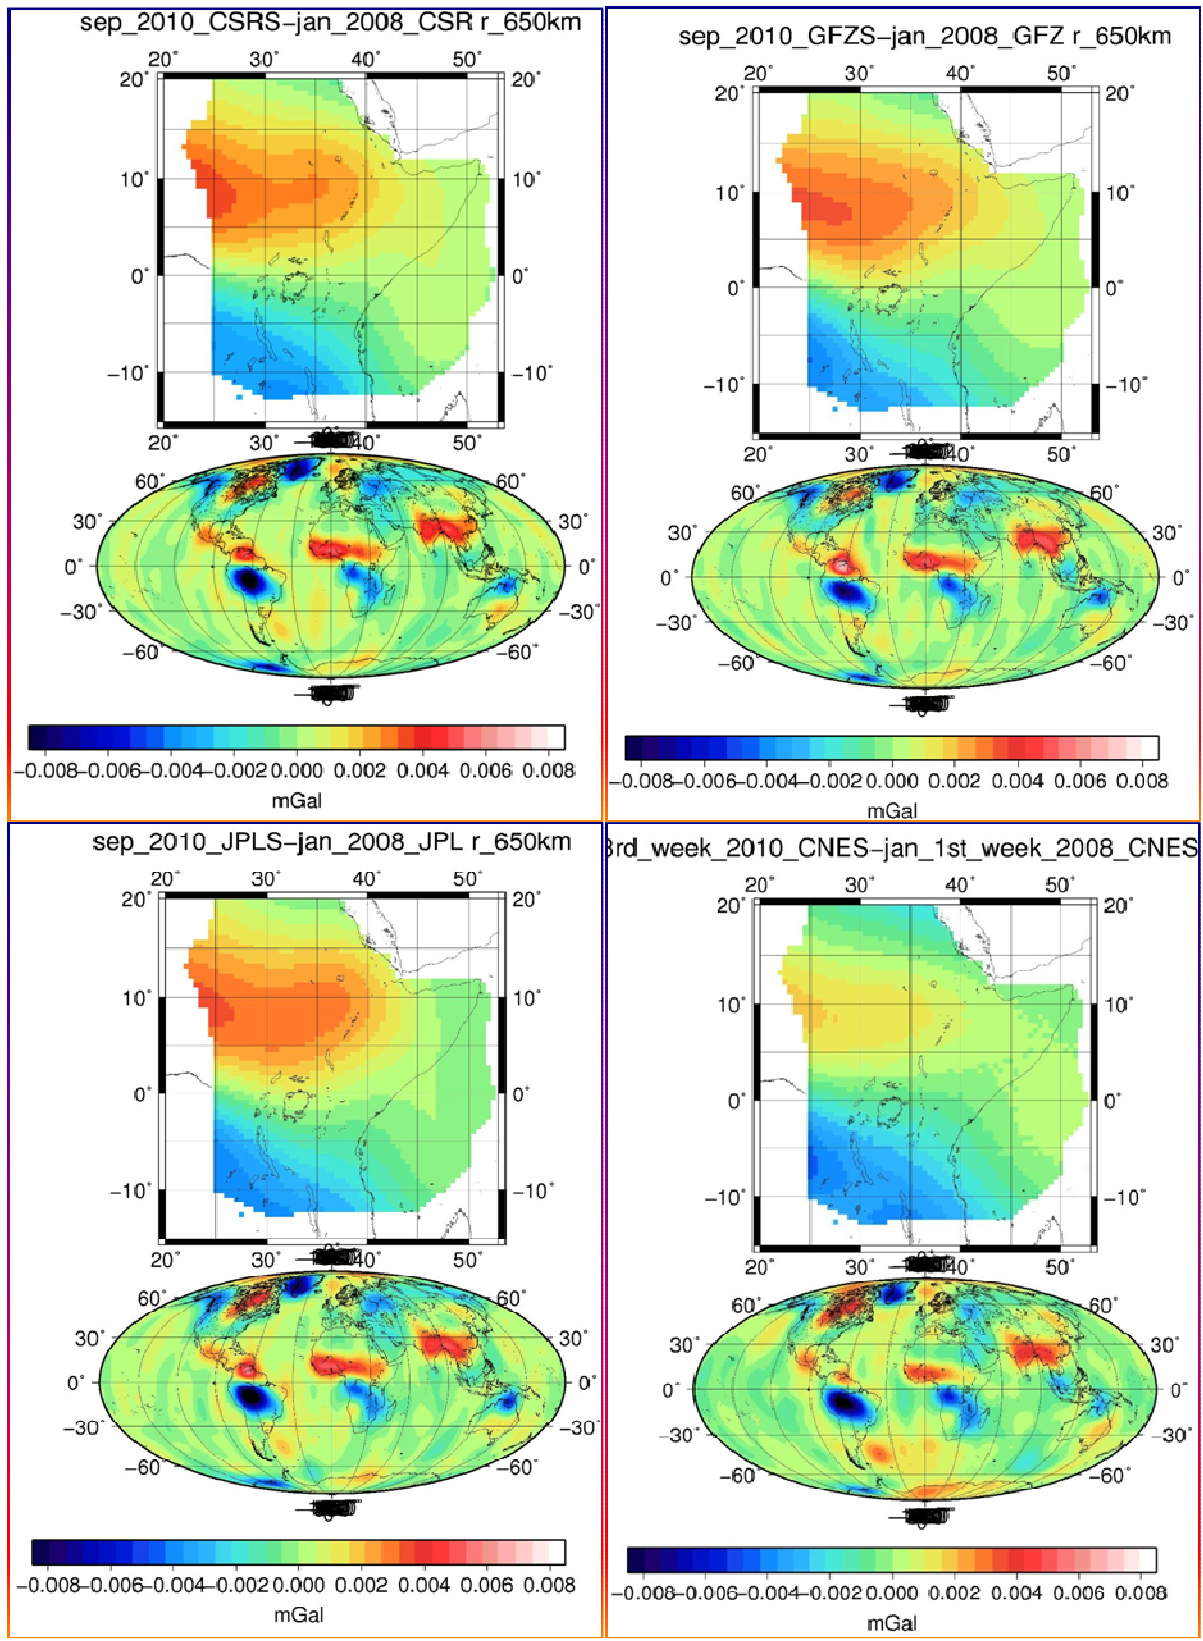 sep_2010_CSRS−jan_2008_CSR r_650km
20° 30° 40° 50°
20° 20°
10° 10°
0° 0°
−10° −10°
20° 30° 40° 50°
60° 60°
30° 30°
0° 0°
−30° −30°
−60° −60°
−0.008 −0.006 −0.004 −0.002 0.000 0.002 0.004 0.006 0.008
mGal
sep_2010_GFZS−jan_2008_GFZ r_650km
20° 30° 40° 50°
20° 20°
10° 10°
0° 0°
−10° −10°
20° 30° 40° 50°
60° 60°
30° 30°
0° 0°
−30° −30°
−60° −60°
−0.008 −0.006 −0.004 −0.002 0.000 0.002 0.004 0.006 0.008
mGal
sep_2010_JPLS−jan_2008_JPL r_650km
20° 30° 40° 50°
20° 20°
10° 10°
0° 0°
−10° −10°
20° 30° 40° 50°
60° 60°
30° 30°
0° 0°
−30° −30°
−60 −60°
−0.008 −0.006 −0.004 −0.002 0.000 0.002 0.004 0.006 0.008
mGal
3rd_week_2010_CNES−jan_1st_week_2008_CNES
20° 30° 40° 50°
20° 20°
10° 10°
0° 0°
−10° −10°
20° 30° 40° 50°
60° 60°
30° 30°
0° 0°
−30° −30°
−60° −60°
−0.008 −0.006 −0.004 −0.002 0.000 0.002 0.004 0.006 0.008
mGal